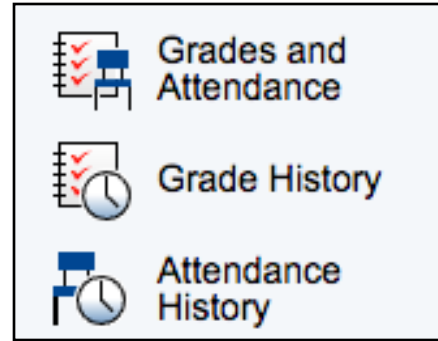 Grades and
Attendance
Grade History
Attendance
History